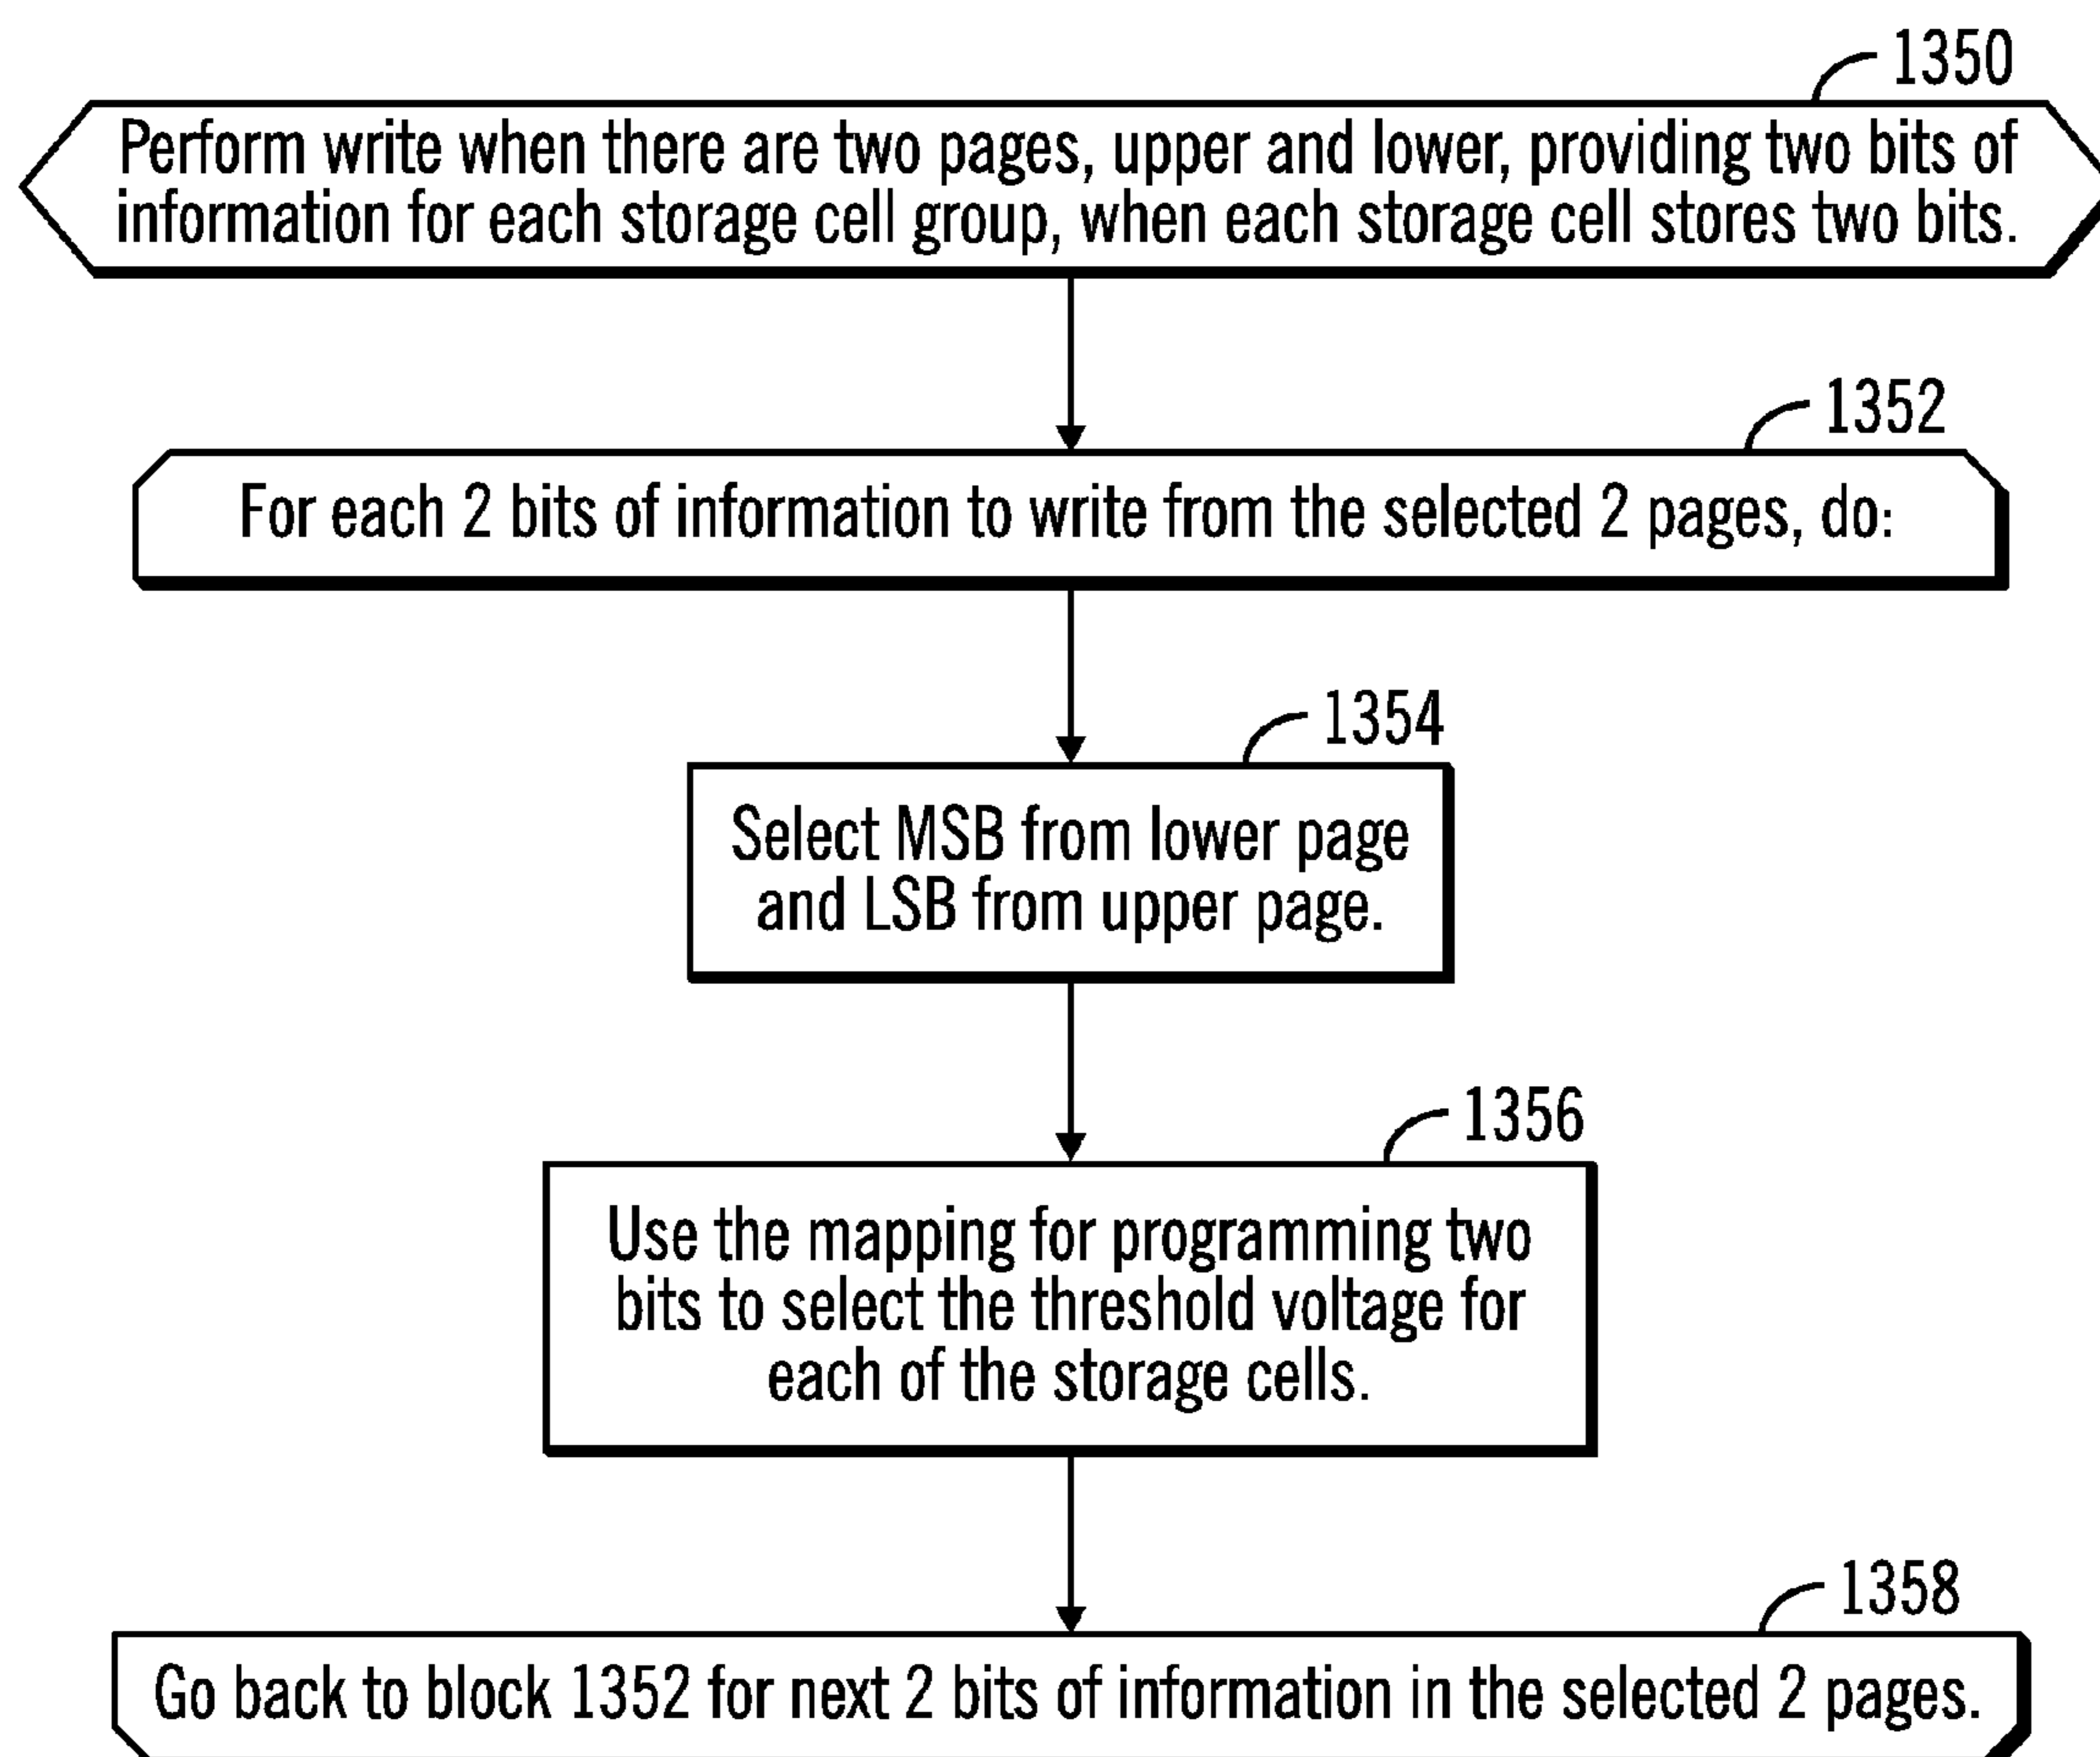 1350
Perform write when there are two pages, upper and lower, providing two bits of
information for each storage cell group, when each storage cell stores two bits.
1352
For each 2 bits of information to write from the selected 2 pages, do:
1354
Select MSB from lower page
and LSB from upper page.
1356
Use the mapping for programming two
bits to select the threshold voltage for
each of the storage cells.
1358
Go back to block 1352 for next 2 bits of information in the selected 2 pages.